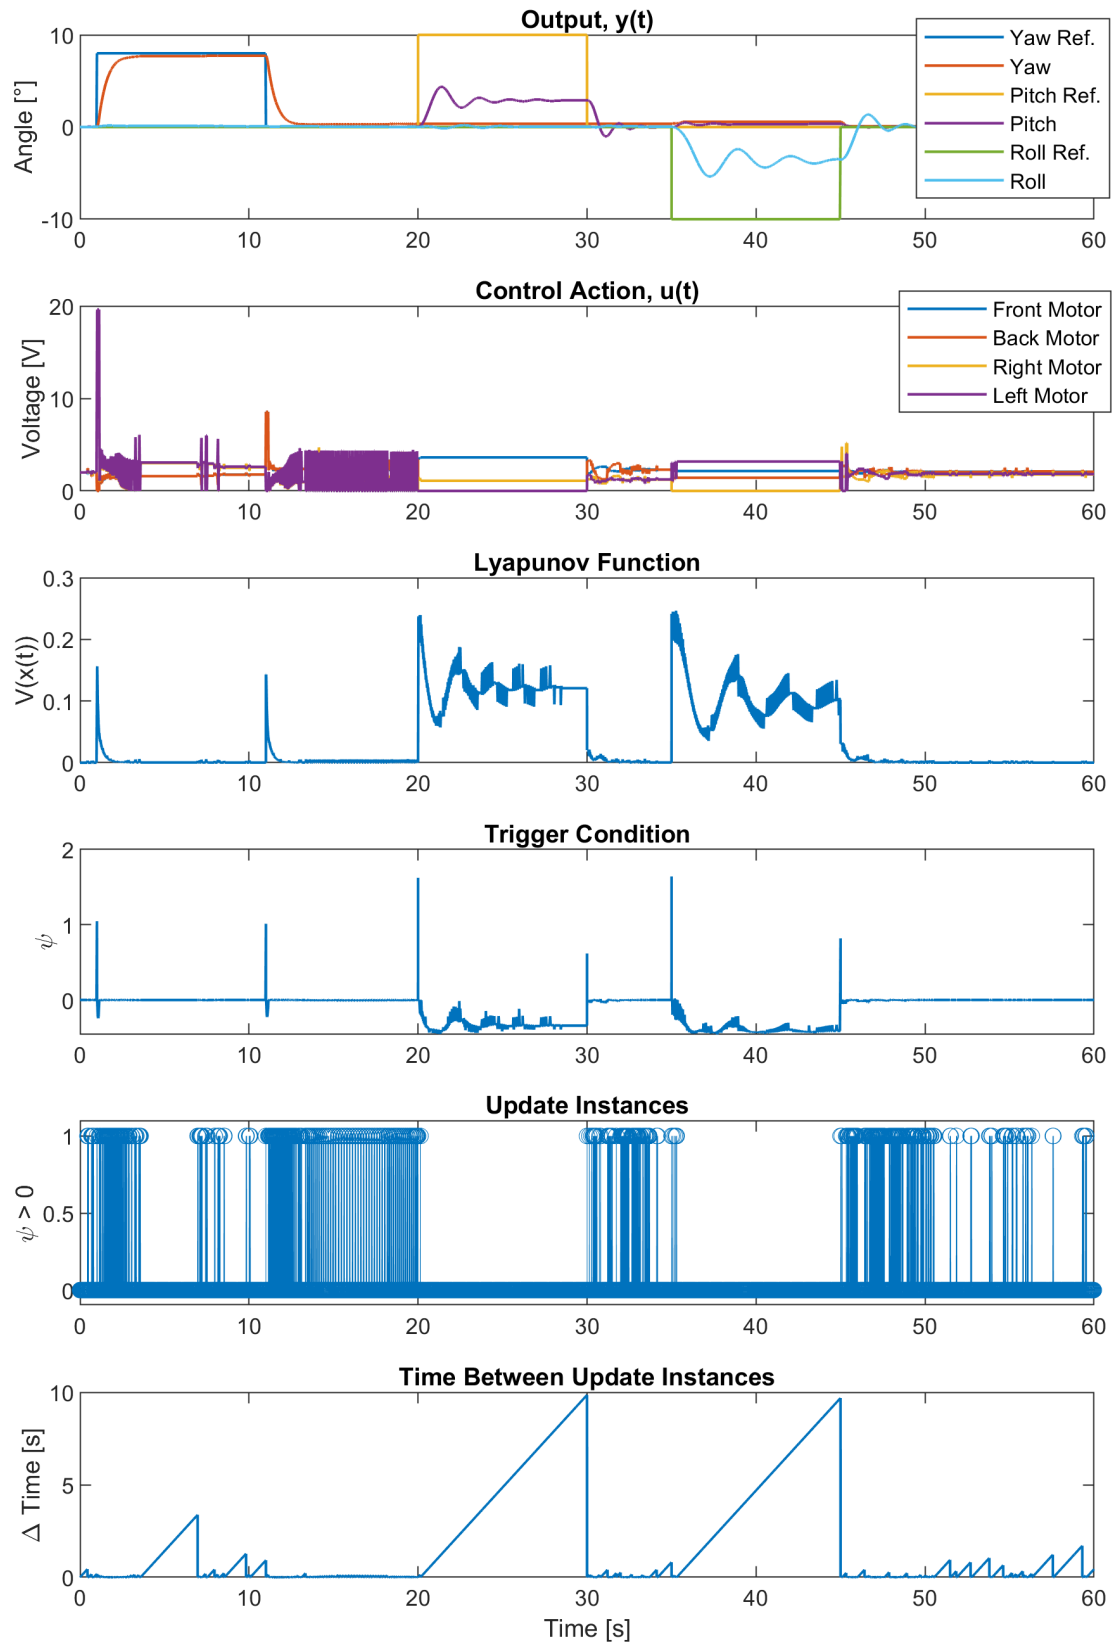 Output, y(t)
Angle [°]
10
0
-10
0 10 20 30 40 50 60
Yaw Ref.
Yaw
Pitch Ref.
Pitch
Roll Ref.
Roll
Control Action, u(t)
Voltage [V]
20
10
0
0 10 20 30 40 50 60
Front Motor
Back Motor
Right Motor
Left Motor
Lyapunov Function
V(x(t))
0.3
0.2
0.1
0
0 10 20 30 40 50 60
Trigger Condition
ψ
2
1
0
0 10 20 30 40 50 60
Update Instances
ψ > 0
1
0.5
0
0 10 20 30 40 50 60
Time Between Update Instances
Δ Time [s]
10
5
0
0 10 20 30 40 50 60
Time [s]